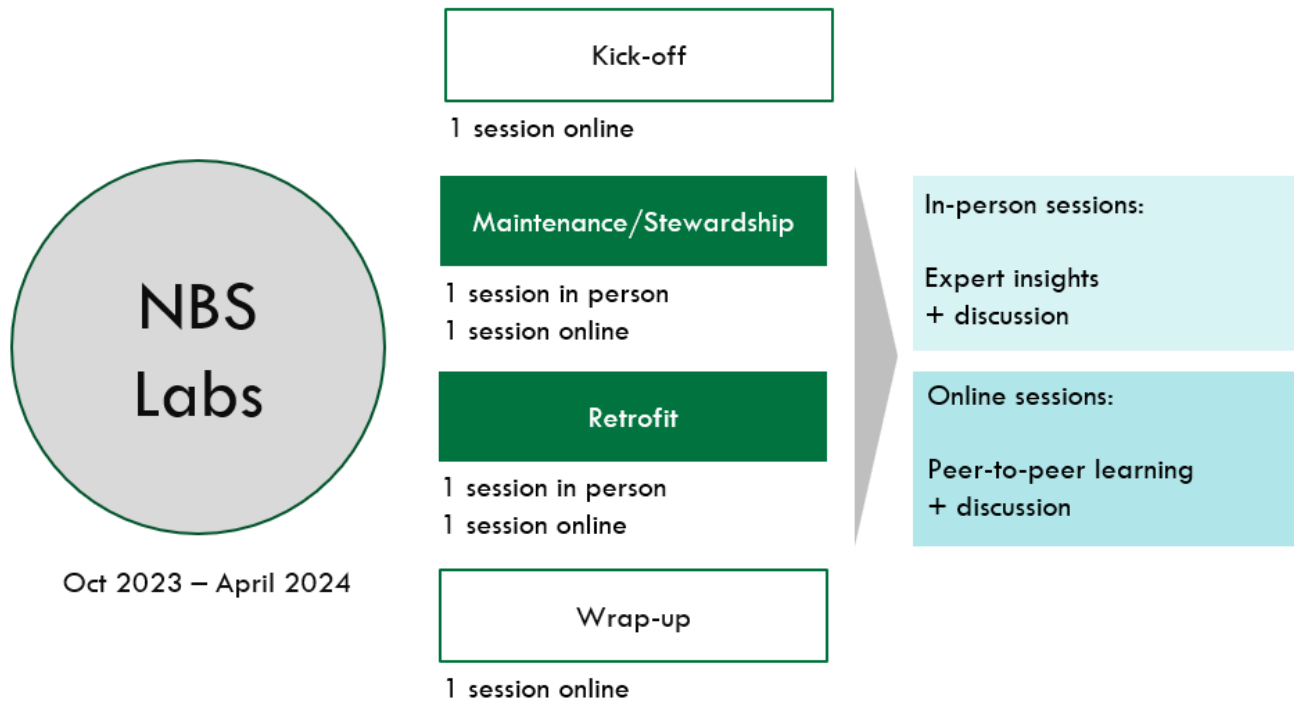 NBS
Labs
Oct 2023 – April 2024
Kick-off
1 session online
Maintenance/Stewardship
1 session in person
1 session online
Retrofit
1 session in person
1 session online
Wrap-up
1 session online
In-person sessions:
Expert insights
+ discussion
Online sessions:
Peer-to-peer learning
+ discussion